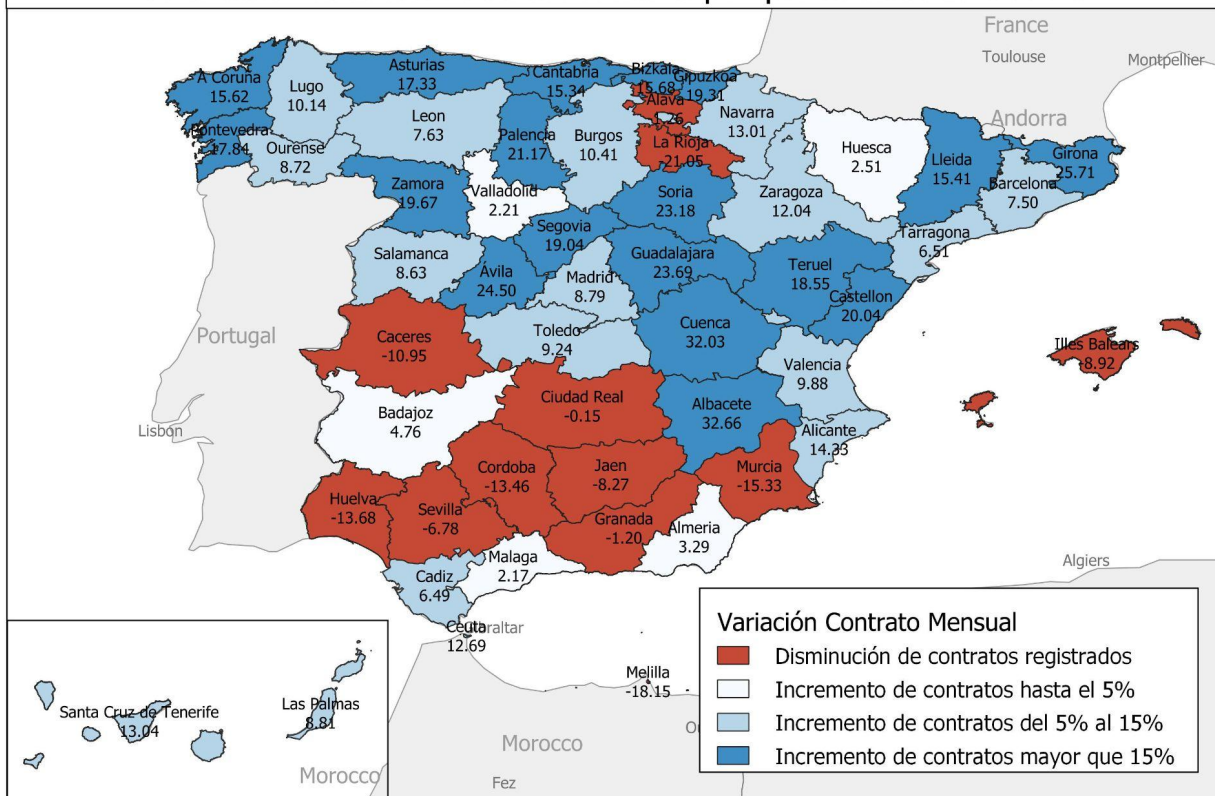 France
Toulouse
Montpellier
Andorra
Portugal
Lisbon
Algiers
Morocco
Fez
A Coruña
15.62
Lugo
10.14
Asturias
17.33
Cantabria
15.34
Bizkaia
15.68
Gipuzkoa
19.31
Alava
Navarra
13.01
Pontevedra
17.84
Ourense
8.72
Leon
7.63
Palencia
21.17
Burgos
10.41
La Rioja
-21.05
Huesca
2.51
Lleida
15.41
Girona
25.71
Barcelona
7.50
Zamora
19.67
Valladolid
2.21
Soria
23.18
Zaragoza
12.04
Tarragona
6.51
Segovia
19.04
Salamanca
8.63
Ávila
24.50
Madrid
8.79
Guadalajara
23.69
Teruel
18.55
Castellon
20.04
Caceres
-10.95
Toledo
9.24
Cuenca
32.03
Valencia
9.88
Illes Balears
-8.92
Badajoz
4.76
Ciudad Real
-0.15
Albacete
32.66
Alicante
14.33
Cordoba
-13.46
Jaen
-8.27
Murcia
-15.33
Huelva
-13.68
Sevilla
-6.78
Granada
-1.20
Almeria
3.29
Malaga
2.17
Cadiz
6.49
Ceuta
12.69
Gibraltar
Melilla
-18.15
Santa Cruz de Tenerife
13.04
Las Palmas
8.81
Morocco
Variación Contrato Mensual
Disminución de contratos registrados
Incremento de contratos hasta el 5%
Incremento de contratos del 5% al 15%
Incremento de contratos mayor que 15%